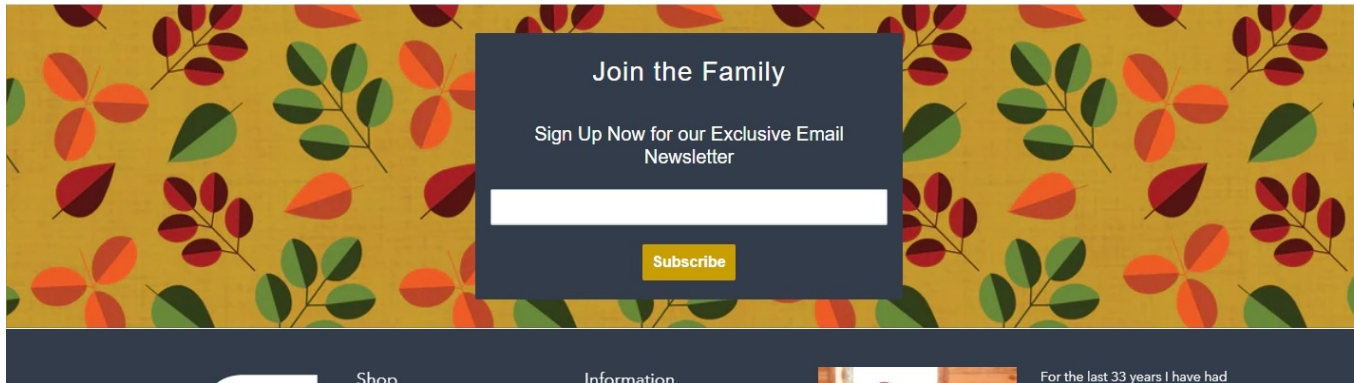 Join the Family
Sign Up Now for our Exclusive Email
Newsletter
Subscribe
Shop
Information
For the last 33 years I have had